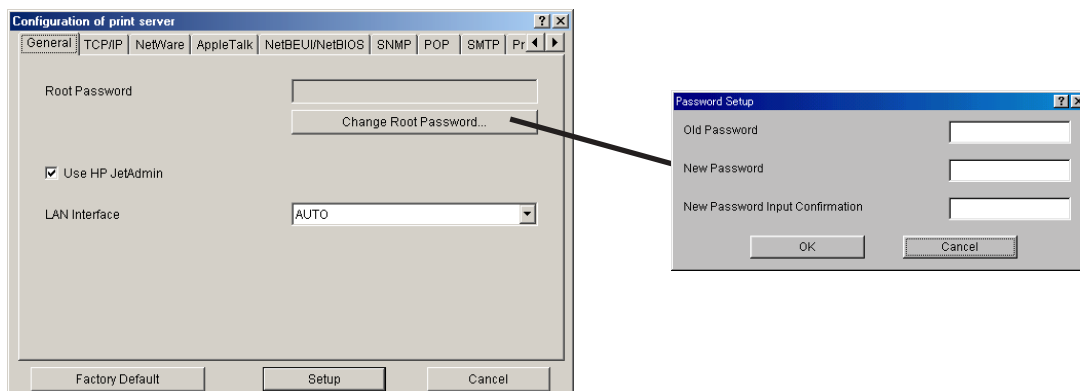 Configuration of print server
General TCP/IP NetWare AppleTalk NetBEUI/NetBIOS SNMP POP SMTP Pr
Root Password
Change Root Password...
Use HP JetAdmin
LAN Interface AUTO
Factory Default Setup Cancel
Password Setup
Old Password
New Password
New Password Input Confirmation
OK Cancel